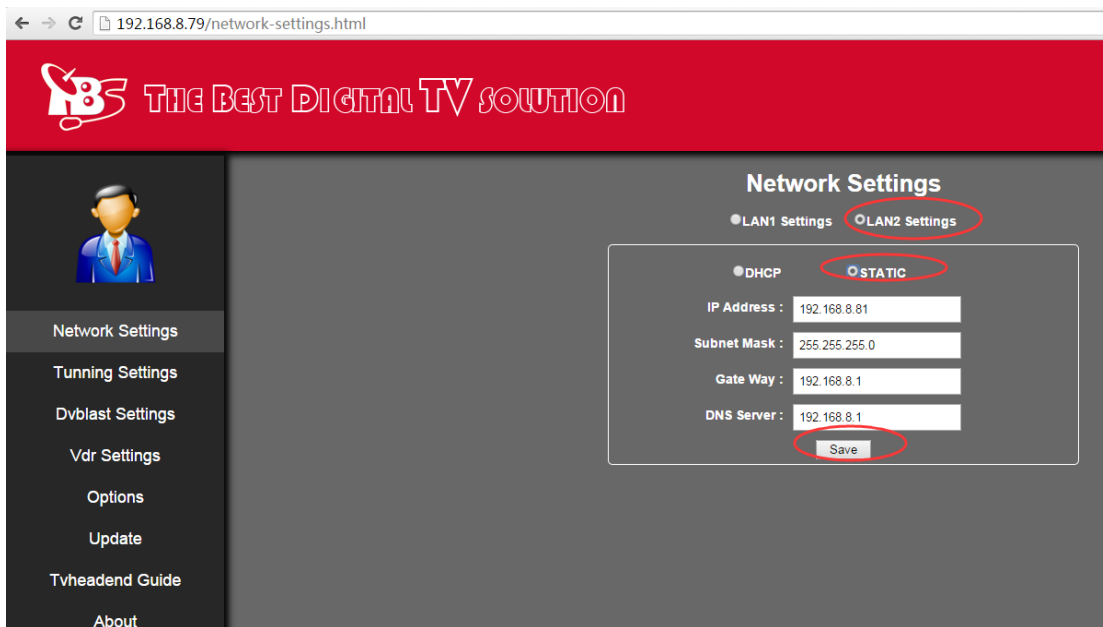 192.168.8.79/network-settings.html
TBS THE BEST DIGITAL TV SOLUTION
Network Settings
LAN1 Settings LAN2 Settings
DHCP STATIC
IP Address : 192.168.8.81
Subnet Mask : 255.255.255.0
Gate Way : 192.168.8.1
DNS Server : 192.168.8.1
Save
Network Settings
Tunning Settings
Dvblast Settings
Vdr Settings
Options
Update
Tvheadend Guide
About